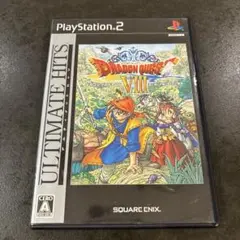 PlayStation®2
ULTIMATE HITS
DRAGON QUEST
VIII
SQUARE ENIX
A